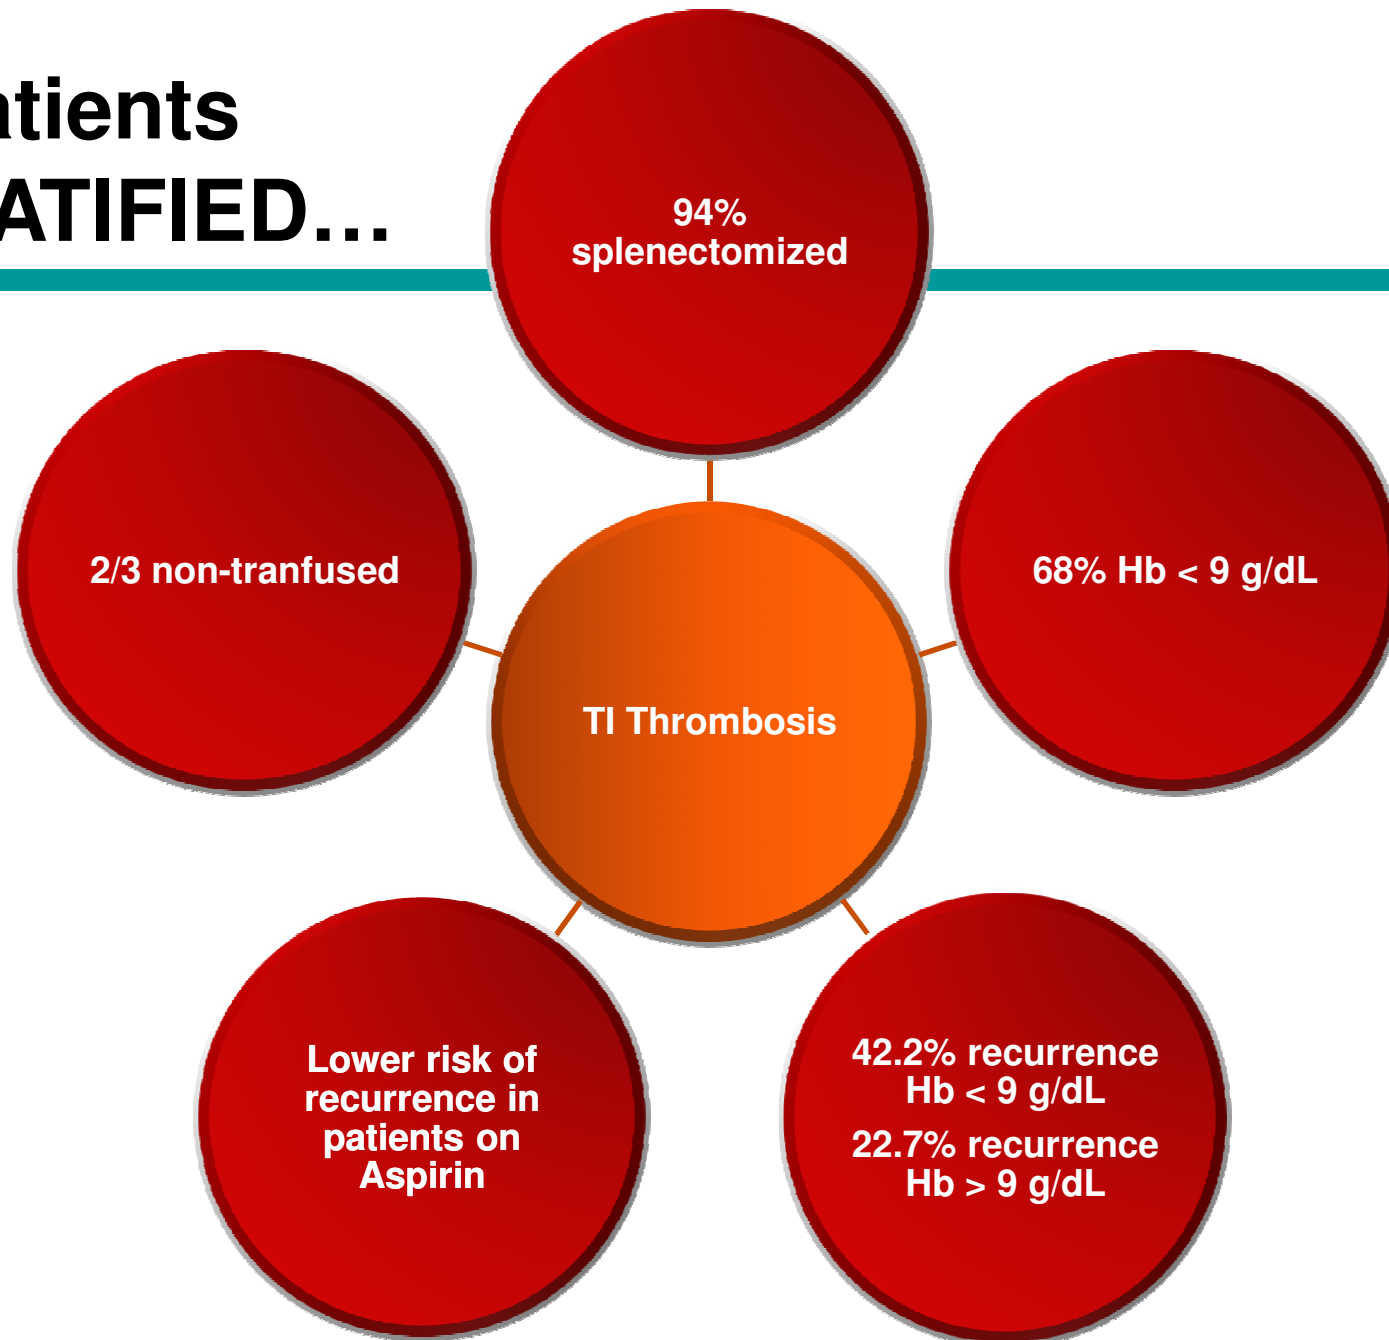 atients
ATIFIED…
94%
splenectomized
2/3 non-tranfused
68% Hb < 9 g/dL
TI Thrombosis
Lower risk of
recurrence in
patients on
Aspirin
42.2% recurrence
Hb < 9 g/dL
22.7% recurrence
Hb > 9 g/dL